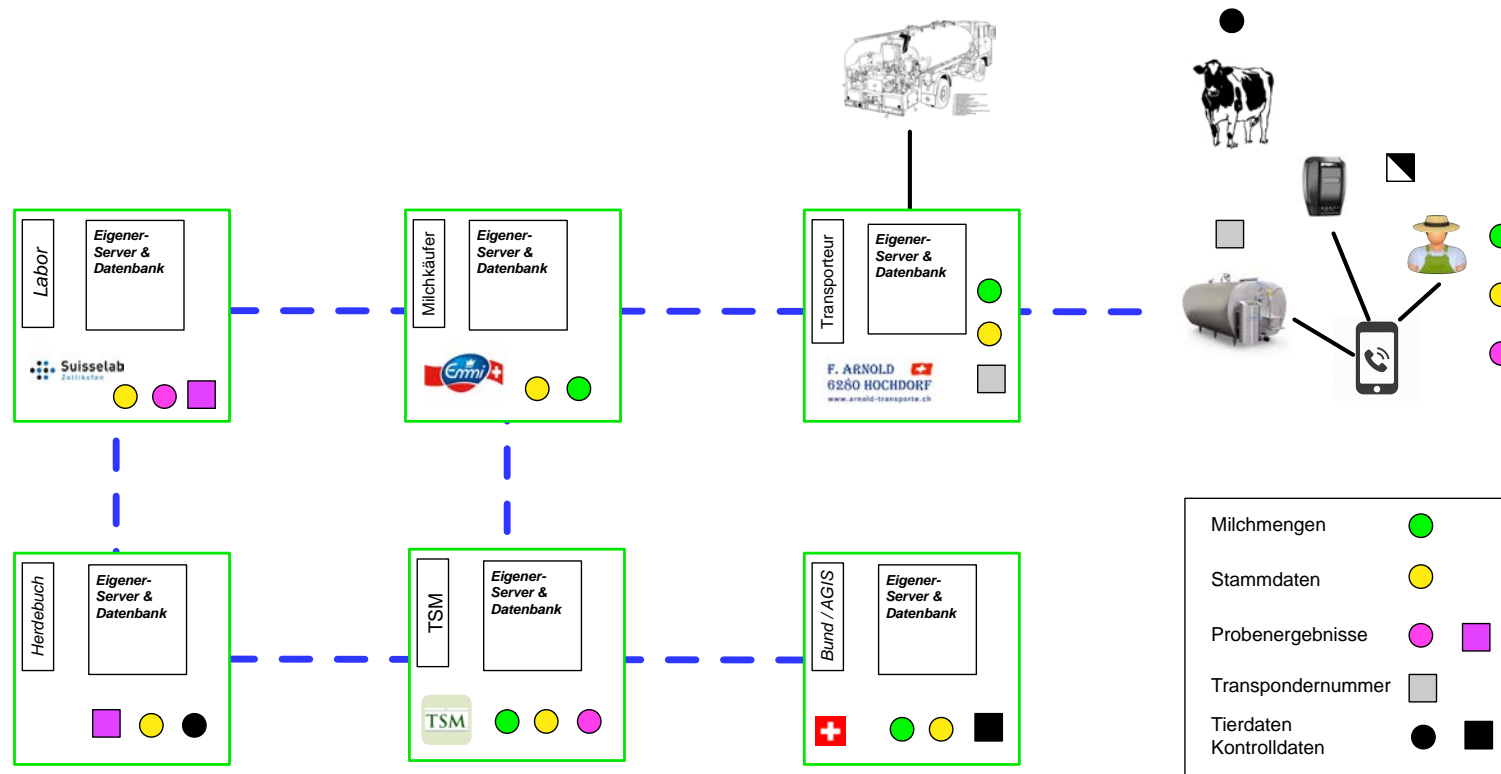 Labor
Eigener-
Server &
Datenbank
Suisselab
Zollikofen
Milchkäufer
Eigener-
Server &
Datenbank
Emmi
Transporteur
Eigener-
Server &
Datenbank
F. ARNOLD
6280 HOCHDORF
www.arnold-transporte.ch
Herdebuch
Eigener-
Server &
Datenbank
TSM
Eigener-
Server &
Datenbank
TSM
Bund / AGIS
Eigener-
Server &
Datenbank
Milchmengen
Stammdaten
Probenergebnisse
Transpondernummer
Tierdaten
Kontrolldaten